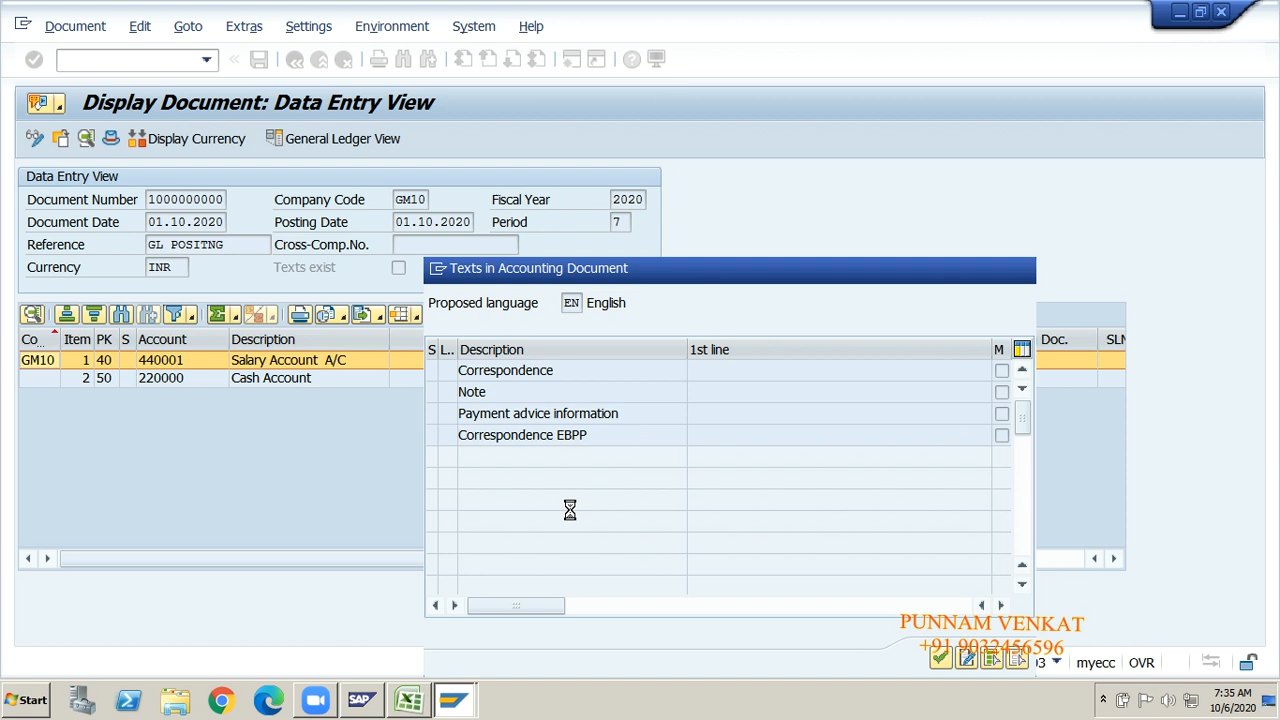 Document Edit Goto Extras Settings Environment System Help
Display Document: Data Entry View
Display Currency General Ledger View
Data Entry View
Document Number 1000000000 Company Code GM10 Fiscal Year 2020
Document Date 01.10.2020 Posting Date 01.10.2020 Period 7
Reference GL POSITNG Cross-Comp.No.
Currency INR Texts exist
Texts in Accounting Document
Proposed language EN English
Co... Item PK S Account Description Doc. SLM
GM10 1 40 440001 Salary Account A/C
2 50 220000 Cash Account
S L.. Description 1st line M
Correspondence
Note
Payment advice information
Correspondence EBPP
PUNNAM VENKAT
+91 9032456596
myecc OVR
Start SAP 7:35 AM
10/6/2020